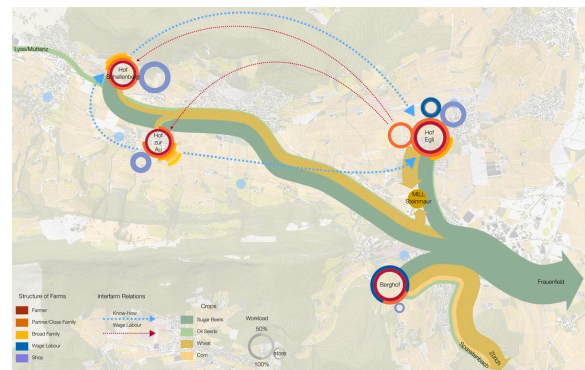 Lyss/Muttenz
Hof
Schellenburg
Hof
zur
Au
Hof
Egli
MILL
Steinmaur
Berghof
Frauenfeld
Zürich
Spreitenbach
Structure of Farms
Farmer
Partner/Close Family
Broad Family
Wage Labour
Shop
Interfarm Relations
Know-How
Wage Labour
Crops
Sugar Beets
Oil Seeds
Wheat
Corn
Workload
50%
100%